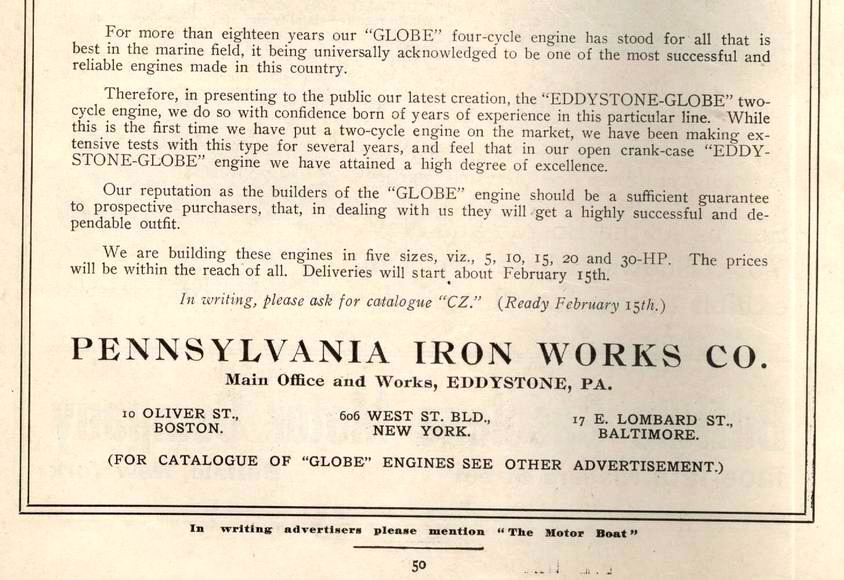 For more than eighteen years our "GLOBE" four-cycle engine has stood for all that is
best in the marine field, it being universally acknowledged to be one of the most successful and
reliable engines made in this country.
Therefore, in presenting to the public our latest creation, the "EDDYSTONE-GLOBE" two-
cycle engine, we do so with confidence born of years of experience in this particular line. While
this is the first time we have put a two-cycle engine on the market, we have been making ex-
tensive tests with this type for several years, and feel that in our open crank-case "EDDY-
STONE-GLOBE" engine we have attained a high degree of excellence.
Our reputation as the builders of the "GLOBE" engine should be a sufficient guarantee
to prospective purchasers, that, in dealing with us they will get a highly successful and de-
pendable outfit.
We are building these engines in five sizes, viz., 5, 10, 15, 20 and 30-HP. The prices
will be within the reach of all. Deliveries will start about February 15th.
In writing, please ask for catalogue "CZ." (Ready February 15th.)
PENNSYLVANIA IRON WORKS CO.
Main Office and Works, EDDYSTONE, PA.
10 OLIVER ST., 606 WEST ST. BLD., 17 E. LOMBARD ST.,
BOSTON. NEW YORK. BALTIMORE.
(FOR CATALOGUE OF "GLOBE" ENGINES SEE OTHER ADVERTISEMENT.)
In writing advertisers please mention "The Motor Boat"
50